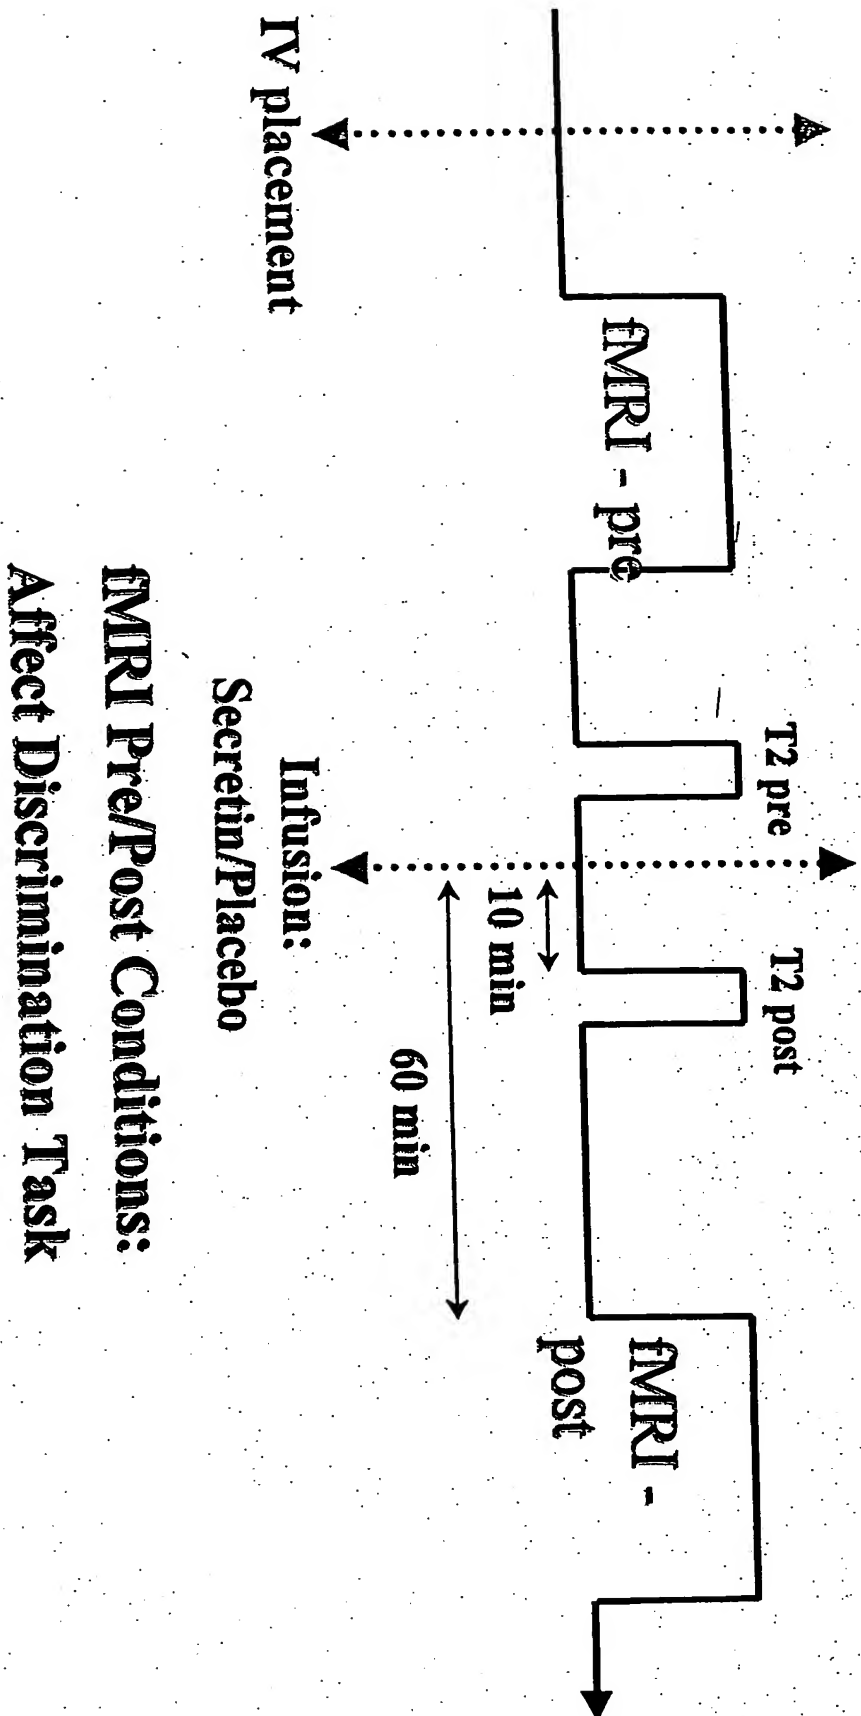 T2 pre
T2 post
fMRI - pre
fMRI -
post
10 min
60 min
IV placement
Infusion:
Secretin/Placebo
fMRI Pre/Post Conditions:
Affect Discrimination Task